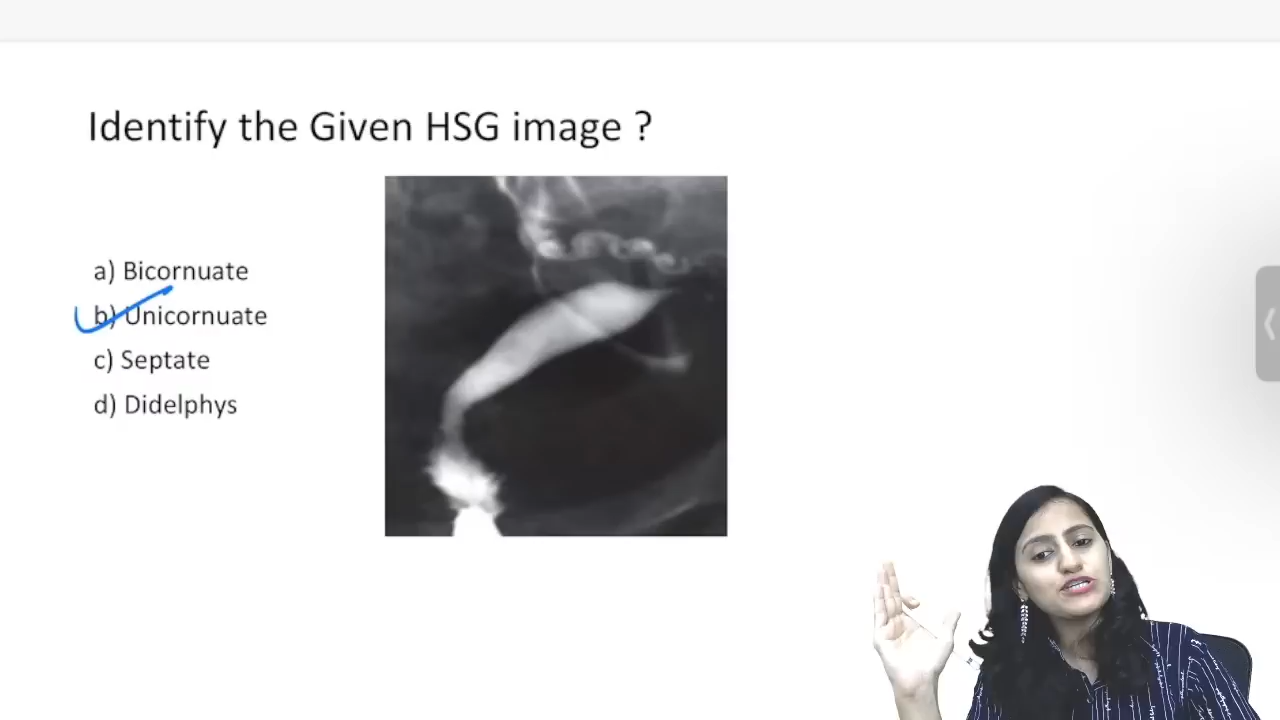 Identify the Given HSG image ?
a) Bicornuate
b) Unicornuate
c) Septate
d) Didelphys